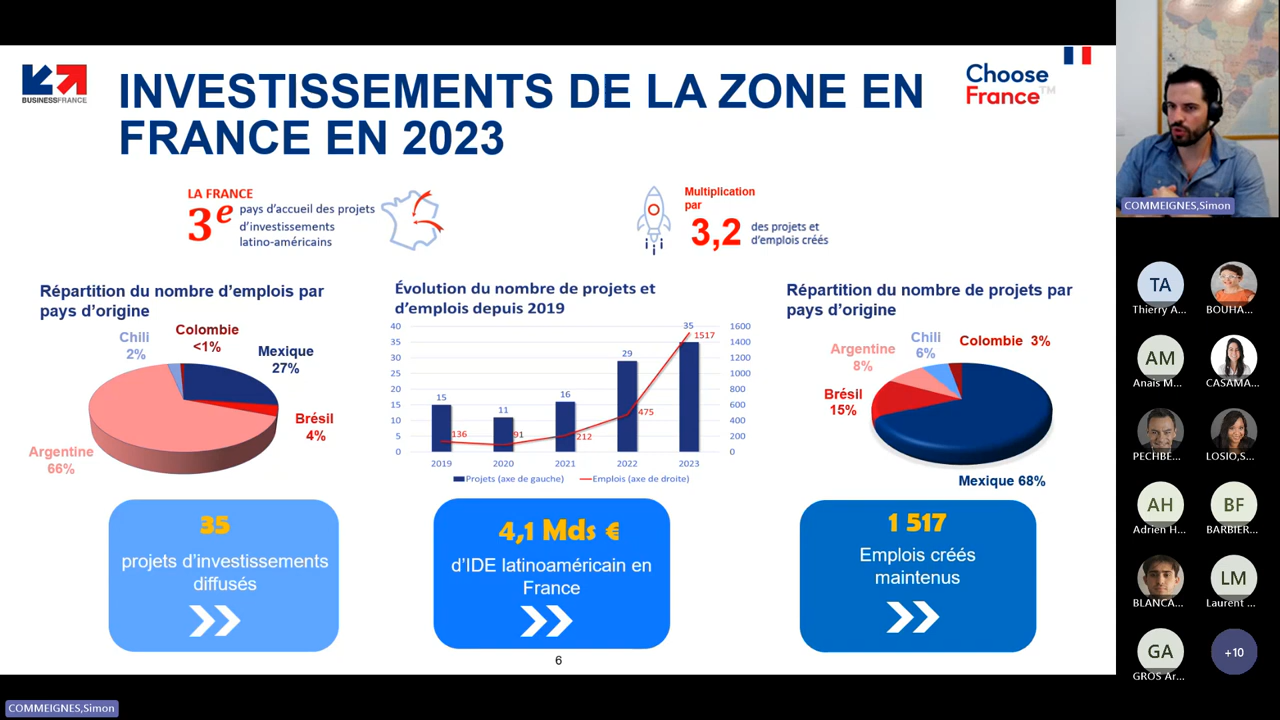 BUSINESSFRANCE
INVESTISSEMENTS DE LA ZONE EN
FRANCE EN 2023
Choose
France™
LA FRANCE
3e
pays d'accueil des projets
d'investissements
latino-américains
Multiplication
par
3,2
des projets et
d'emplois créés
Répartition du nombre d'emplois par
pays d'origine
Chili
2%
Colombie
<1%
Mexique
27%
Brésil
4%
Argentine
66%
Évolution du nombre de projets et
d'emplois depuis 2019
40
35
30
25
20
15
10
5
0
1600
1400
1200
1000
800
600
400
200
0
15
11
16
29
35
136
91
212
475
1517
2019
2020
2021
2022
2023
Projets (axe de gauche)
Emplois (axe de droite)
Répartition du nombre de projets par
pays d'origine
Argentine
8%
Chili
6%
Colombie 3%
Brésil
15%
Mexique 68%
35
projets d'investissements
diffusés
4,1 Mds €
d'IDE latinoaméricain en
France
1 517
Emplois créés
maintenus
6
COMMEIGNES,Simon
TA
Thierry A...
BOUHA...
AM
Anais M...
CASAMA...
PECHBE...
LOSIO,S...
AH
Adrien H...
BF
BARBIER...
BLANCA...
LM
Laurent ...
GA
GROS Ar...
+10
COMMEIGNES,Simon